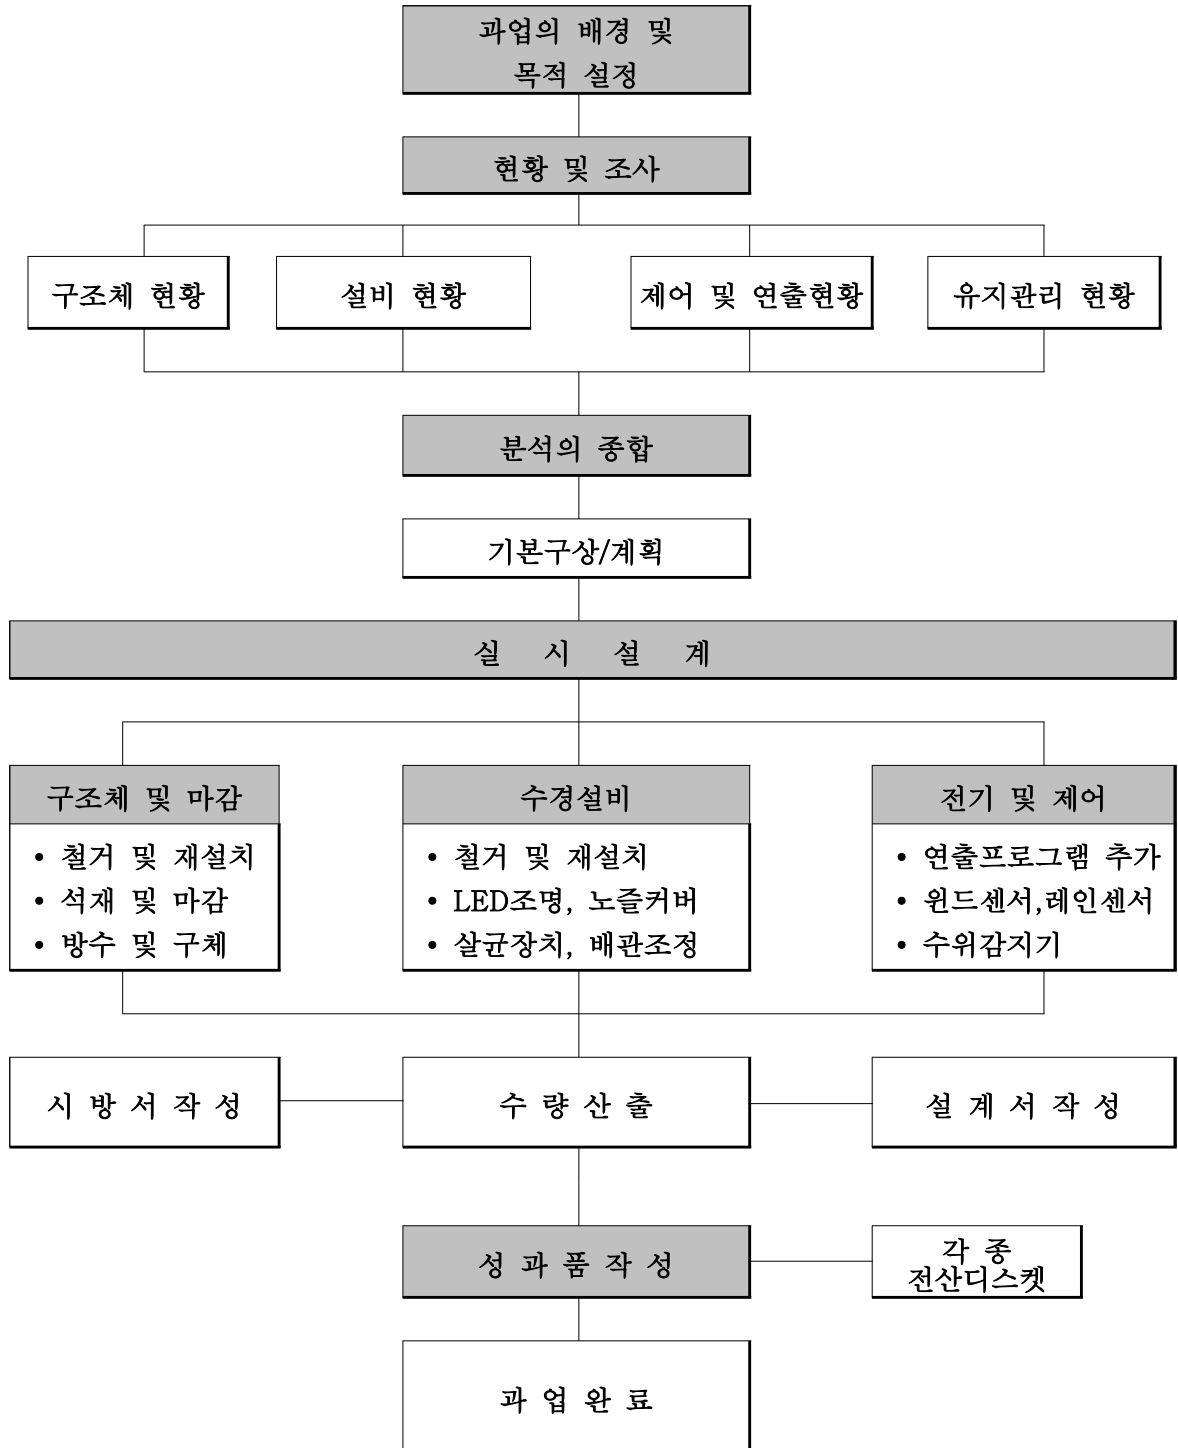 과업의 배경 및
목적 설정
현황 및 조사
구조체 현황
설비 현황
제어 및 연출현황
유지관리 현황
분석의 종합
기본구상/계획
실 시 설 계
구조체 및 마감
• 철거 및 재설치
• 석재 및 마감
• 방수 및 구체
수경설비
• 철거 및 재설치
• LED조명, 노즐커버
• 살균장치, 배관조정
전기 및 제어
• 연출프로그램 추가
• 윈드센서,레인센서
• 수위감지기
시 방 서 작 성
수 량 산 출
설 계 서 작 성
성 과 품 작 성
각 종
전산디스켓
과 업 완 료